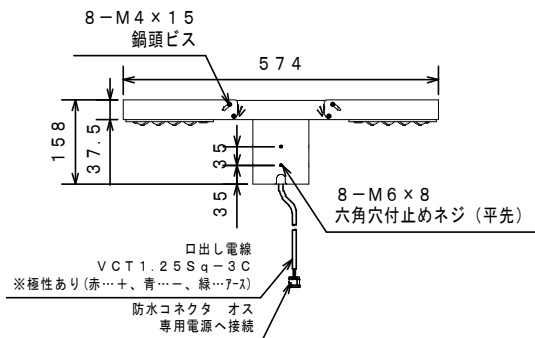 8－M4×15
鍋頭ビス
574
158
37.5
35
35
8－M6×8
六角穴付止めネジ（平先）
口出し電線
VCT1.25Sq－3C
※極性あり(赤…＋、青…－、緑…ｱｰｽ)
防水コネクタ　オス
専用電源へ接続